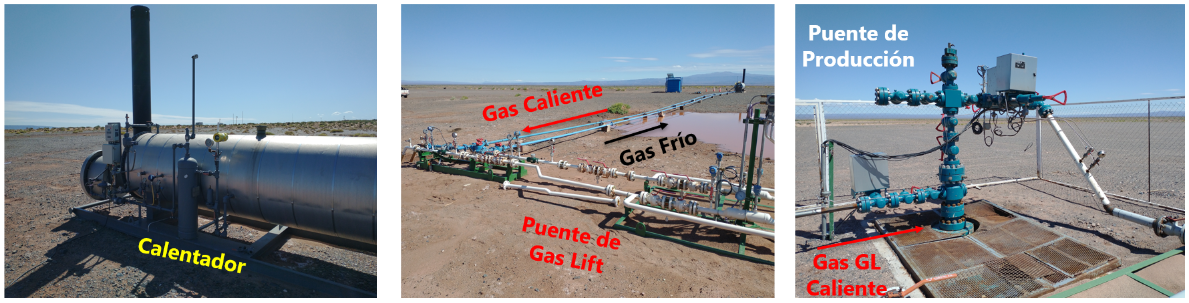 Calentador
Gas Caliente
Gas Frío
Puente de
Gas Lift
Puente de
Producción
Gas GL
Caliente